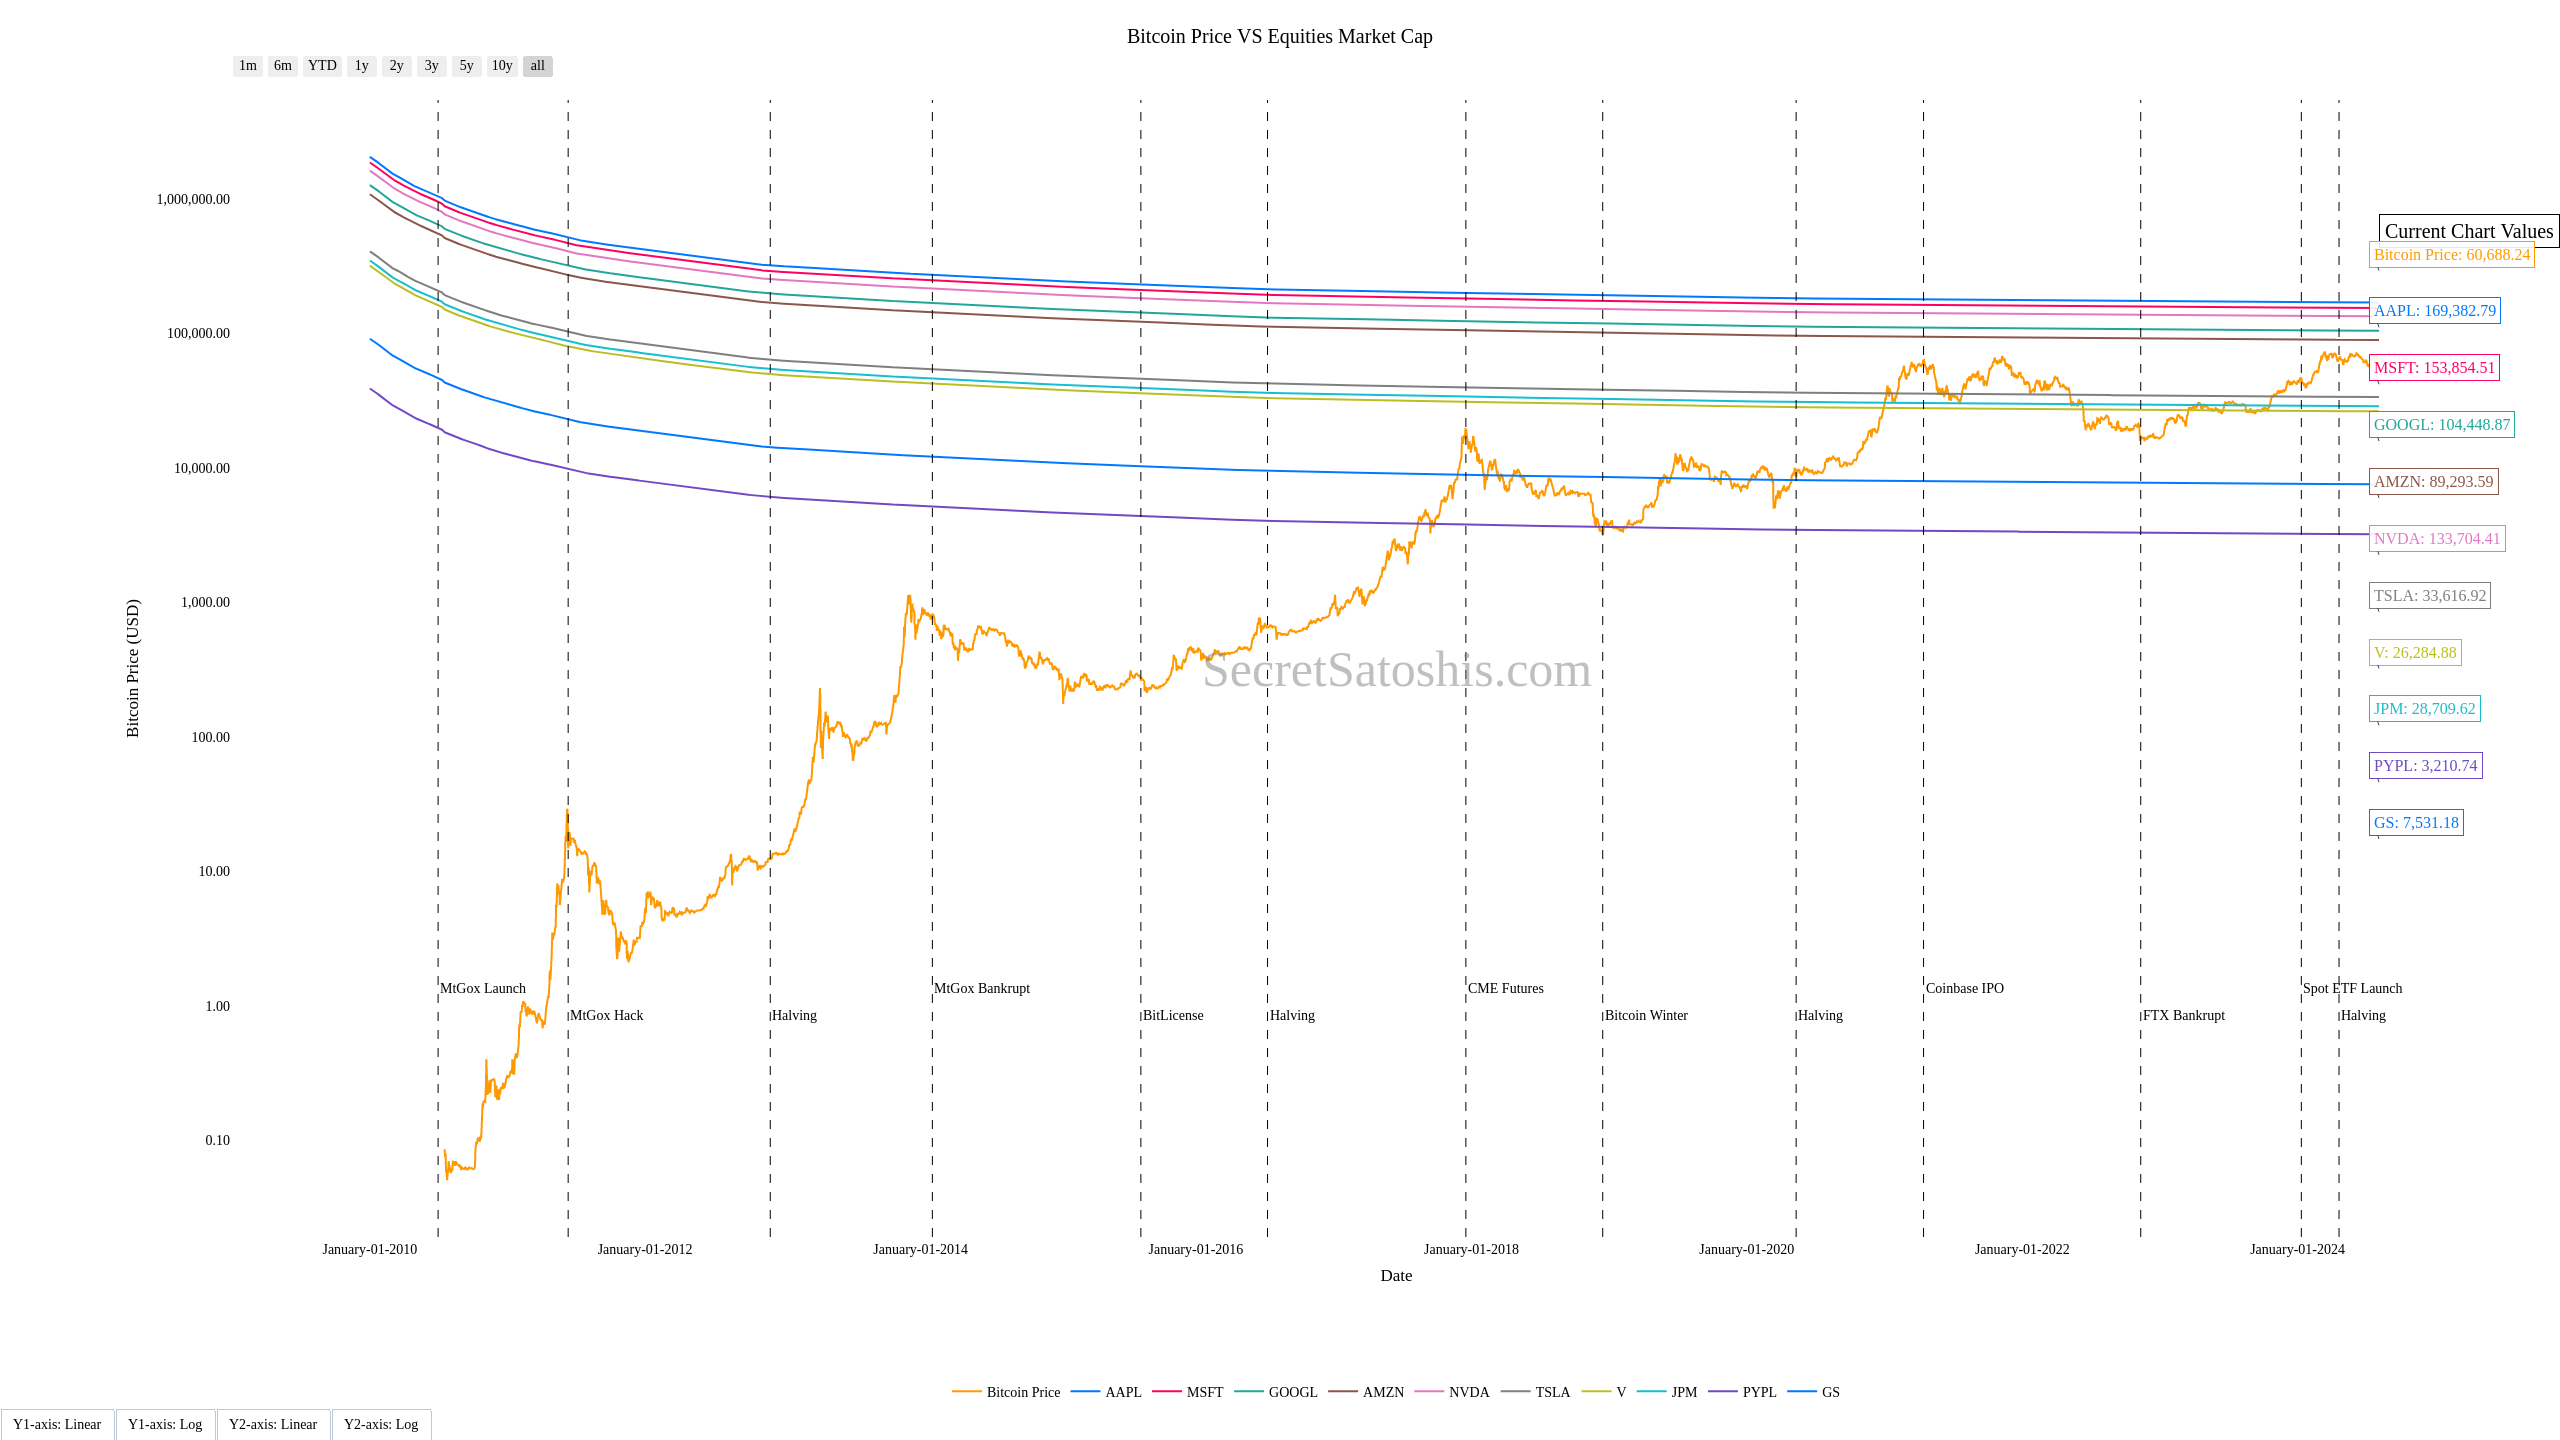 Bitcoin Price VS Equities Market Cap
1m 6m YTD 1y 2y 3y 5y 10y all
1,000,000.00
100,000.00
10,000.00
1,000.00
100.00
10.00
1.00
0.10
Bitcoin Price (USD)
Current Chart Values
Bitcoin Price: 60,688.24
AAPL: 169,382.79
MSFT: 153,854.51
GOOGL: 104,448.87
AMZN: 89,293.59
NVDA: 133,704.41
TSLA: 33,616.92
V: 26,284.88
JPM: 28,709.62
PYPL: 3,210.74
GS: 7,531.18
SecretSatoshis.com
MtGox Launch MtGox Bankrupt CME Futures Coinbase IPO Spot ETF Launch
MtGox Hack Halving BitLicense Halving Bitcoin Winter Halving FTX Bankrupt Halving
January-01-2010 January-01-2012 January-01-2014 January-01-2016 January-01-2018 January-01-2020 January-01-2022 January-01-2024
Date
Bitcoin Price AAPL MSFT GOOGL AMZN NVDA TSLA V JPM PYPL GS
Y1-axis: Linear Y1-axis: Log Y2-axis: Linear Y2-axis: Log